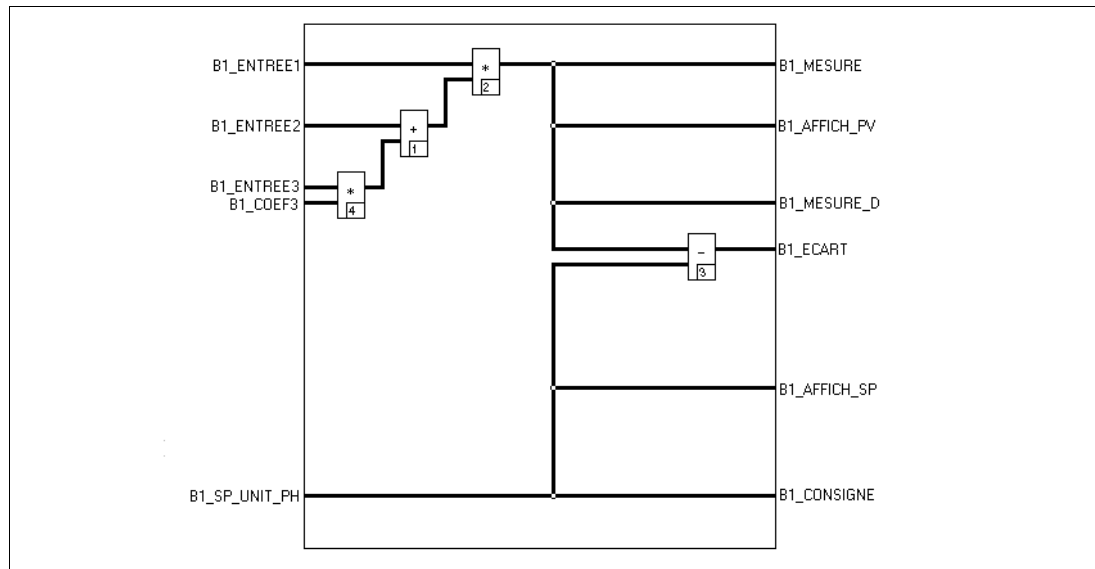 B1_ENTREE1
*
2
B1_MESURE
B1_ENTREE2
+
1
B1_AFFICH_PV
B1_ENTREE3
B1_COEF3
*
4
B1_MESURE_D
-
3
B1_ECART
B1_AFFICH_SP
B1_SP_UNIT_PH
B1_CONSIGNE